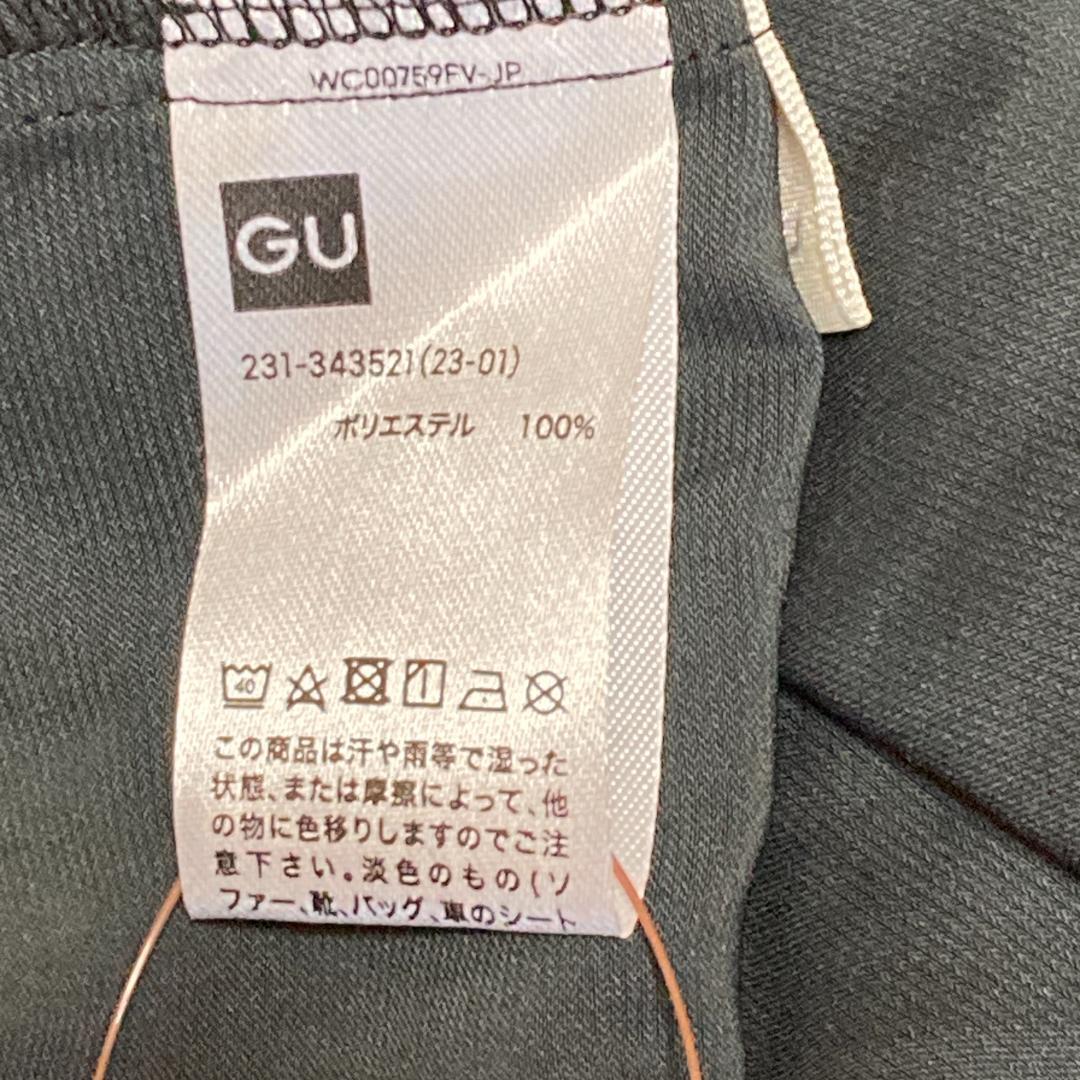 WC00759FV-JP
GU
231-343521(23-01)
ポリエステル 100%
40
この商品は汗や雨等で湿った
状態、または摩擦によって、他
の物に色移りしますのでご注
意下さい。淡色のもの(ソ
ファー、靴、バッグ、車のシート